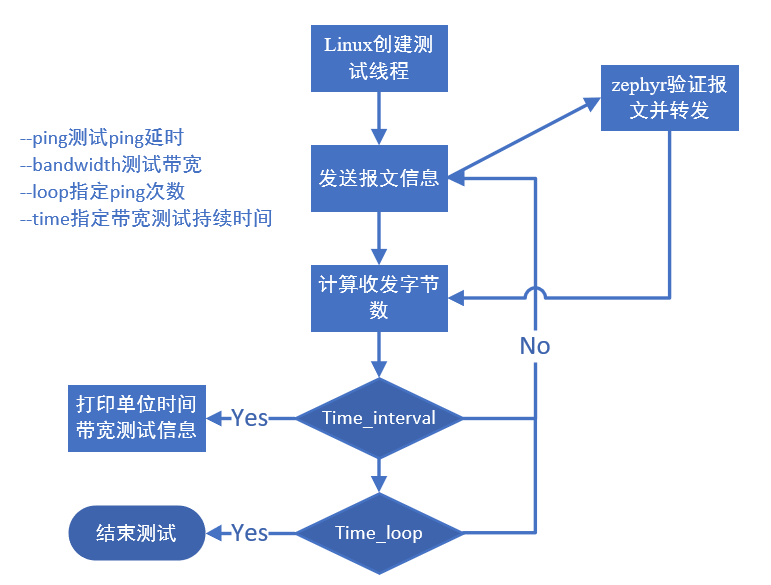 Linux创建测
试线程
zephyr验证报
文并转发
--ping测试ping延时
--bandwidth测试带宽
--loop指定ping次数
--time指定带宽测试持续时间
发送报文信息
计算收发字节
数
No
打印单位时间
带宽测试信息
Yes
Time_interval
结束测试
Yes
Time_loop